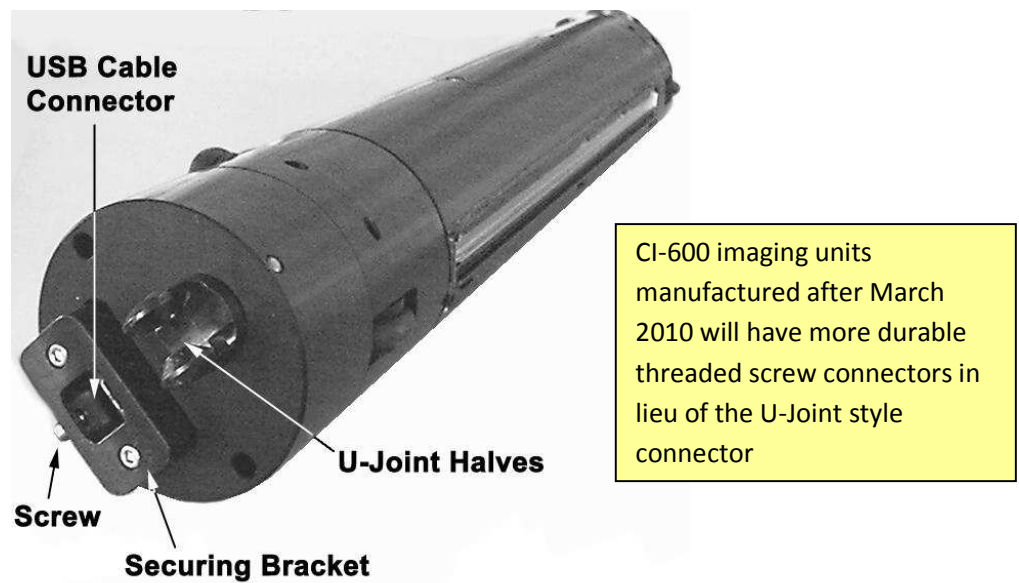 USB Cable
Connector
CI-600 imaging units
manufactured after March
2010 will have more durable
threaded screw connectors in
lieu of the U-Joint style
connector
U-Joint Halves
Screw
Securing Bracket